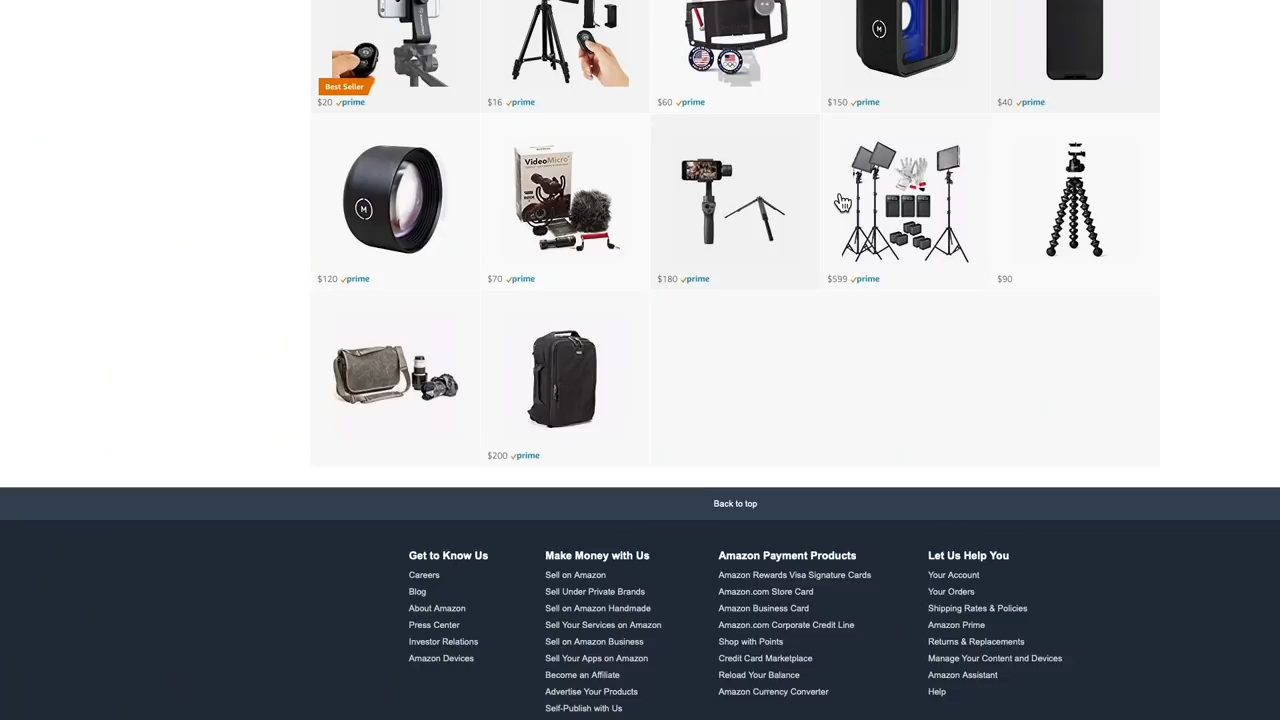 Best Seller
$20 prime
$16 prime
$60 prime
$150 prime
$40 prime
VideoMicro
$120 prime
$70 prime
$180 prime
$599 prime
$90
$200 prime
Back to top
Get to Know Us
Careers
Blog
About Amazon
Press Center
Investor Relations
Amazon Devices
Make Money with Us
Sell on Amazon
Sell Under Private Brands
Sell on Amazon Handmade
Sell Your Services on Amazon
Sell on Amazon Business
Sell Your Apps on Amazon
Become an Affiliate
Advertise Your Products
Self-Publish with Us
Amazon Payment Products
Amazon Rewards Visa Signature Cards
Amazon.com Store Card
Amazon Business Card
Amazon.com Corporate Credit Line
Shop with Points
Credit Card Marketplace
Reload Your Balance
Amazon Currency Converter
Let Us Help You
Your Account
Your Orders
Shipping Rates & Policies
Amazon Prime
Returns & Replacements
Manage Your Content and Devices
Amazon Assistant
Help